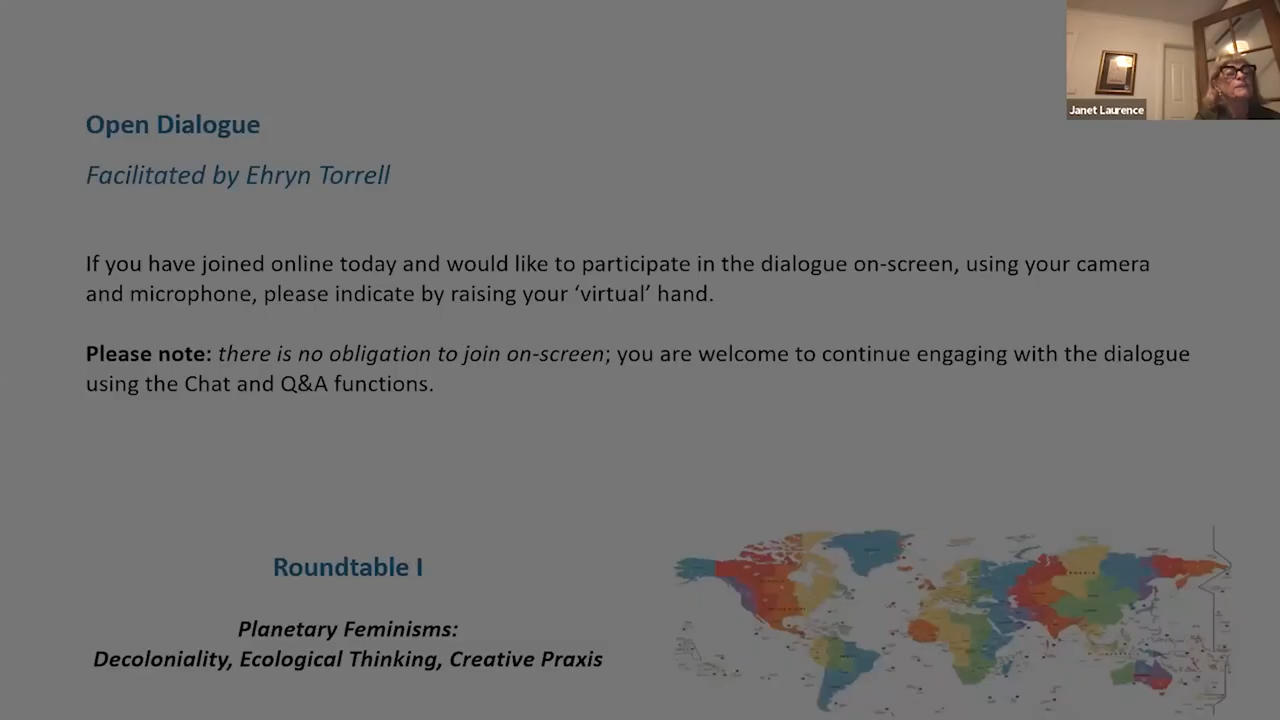 Janet Laurence
Open Dialogue
Facilitated by Ehryn Torrell
If you have joined online today and would like to participate in the dialogue on-screen, using your camera
and microphone, please indicate by raising your ‘virtual’ hand.
Please note: there is no obligation to join on-screen; you are welcome to continue engaging with the dialogue
using the Chat and Q&A functions.
Roundtable I
Planetary Feminisms:
Decoloniality, Ecological Thinking, Creative Praxis